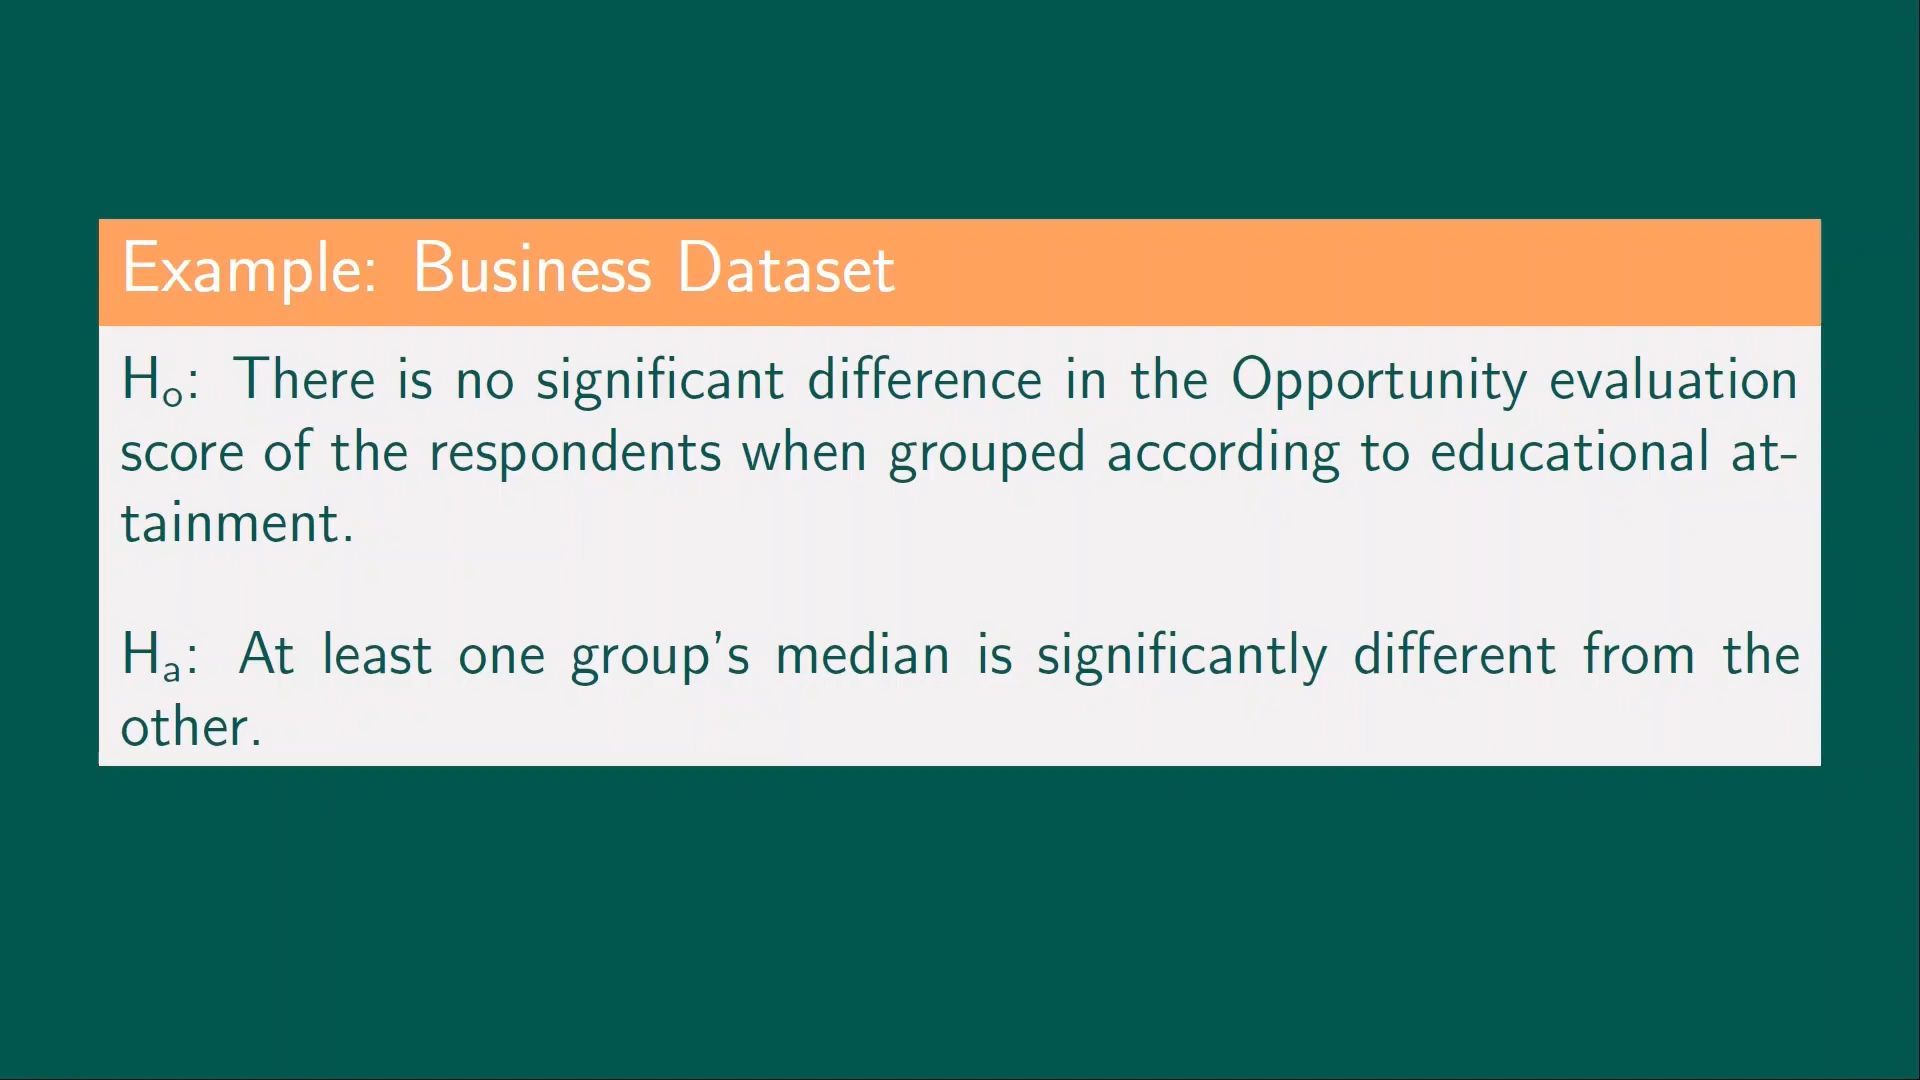 Example: Business Dataset
Hₒ: There is no significant difference in the Opportunity evaluation
score of the respondents when grouped according to educational at-
tainment.
Hₐ: At least one group's median is significantly different from the
other.